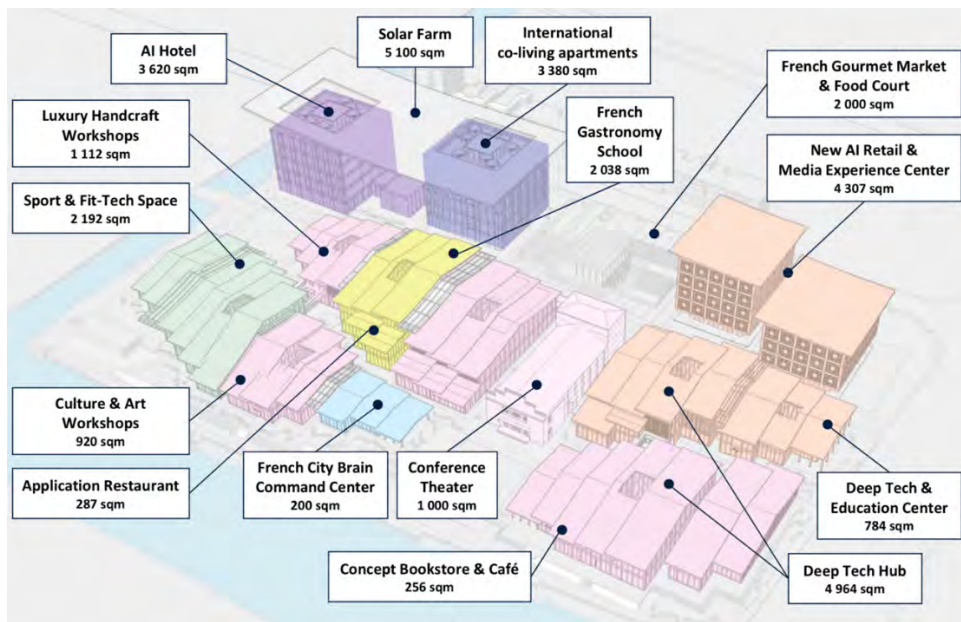 AI Hotel
3 620 sqm
Solar Farm
5 100 sqm
International
co-living apartments
3 380 sqm
French Gourmet Market
& Food Court
2 000 sqm
Luxury Handcraft
Workshops
1 112 sqm
French
Gastronomy
School
2 038 sqm
New AI Retail &
Media Experience Center
4 307 sqm
Sport & Fit-Tech Space
2 192 sqm
Culture & Art
Workshops
920 sqm
Application Restaurant
287 sqm
French City Brain
Command Center
200 sqm
Conference
Theater
1 000 sqm
Deep Tech &
Education Center
784 sqm
Concept Bookstore & Café
256 sqm
Deep Tech Hub
4 964 sqm